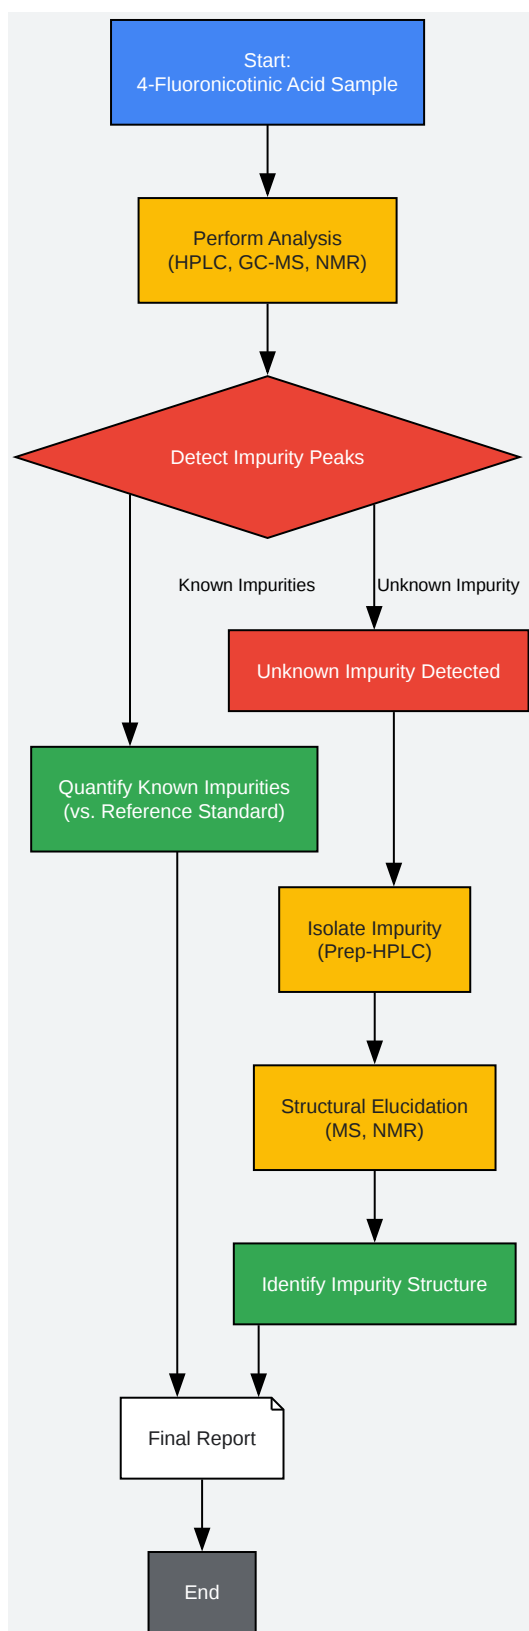 Start:
4-Fluoronicotinic Acid Sample
Perform Analysis
(HPLC, GC-MS, NMR)
Detect Impurity Peaks
Known Impurities
Unknown Impurity
Unknown Impurity Detected
Quantify Known Impurities
(vs. Reference Standard)
Isolate Impurity
(Prep-HPLC)
Structural Elucidation
(MS, NMR)
Identify Impurity Structure
Final Report
End